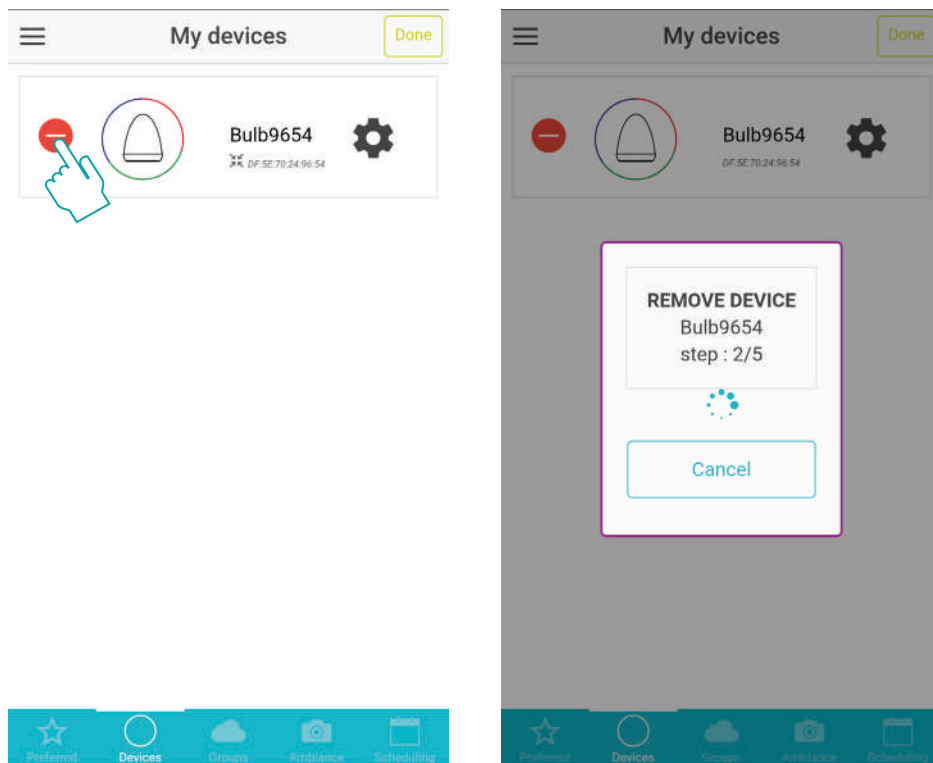 My devices
Done
Bulb9654
DF:5E:70:24:96:54
Preferred
Devices
Groups
Ambiance
Scheduling
My devices
Done
Bulb9654
DF:5E:70:24:96:54
REMOVE DEVICE
Bulb9654
step : 2/5
Cancel
Preferred
Devices
Groups
Ambiance
Scheduling